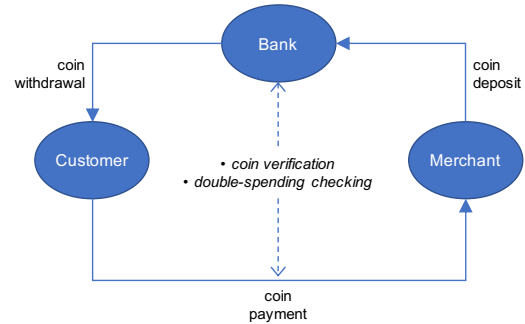 Bank
coin
withdrawal
coin
deposit
Customer
• coin verification
• double-spending checking
Merchant
coin
payment